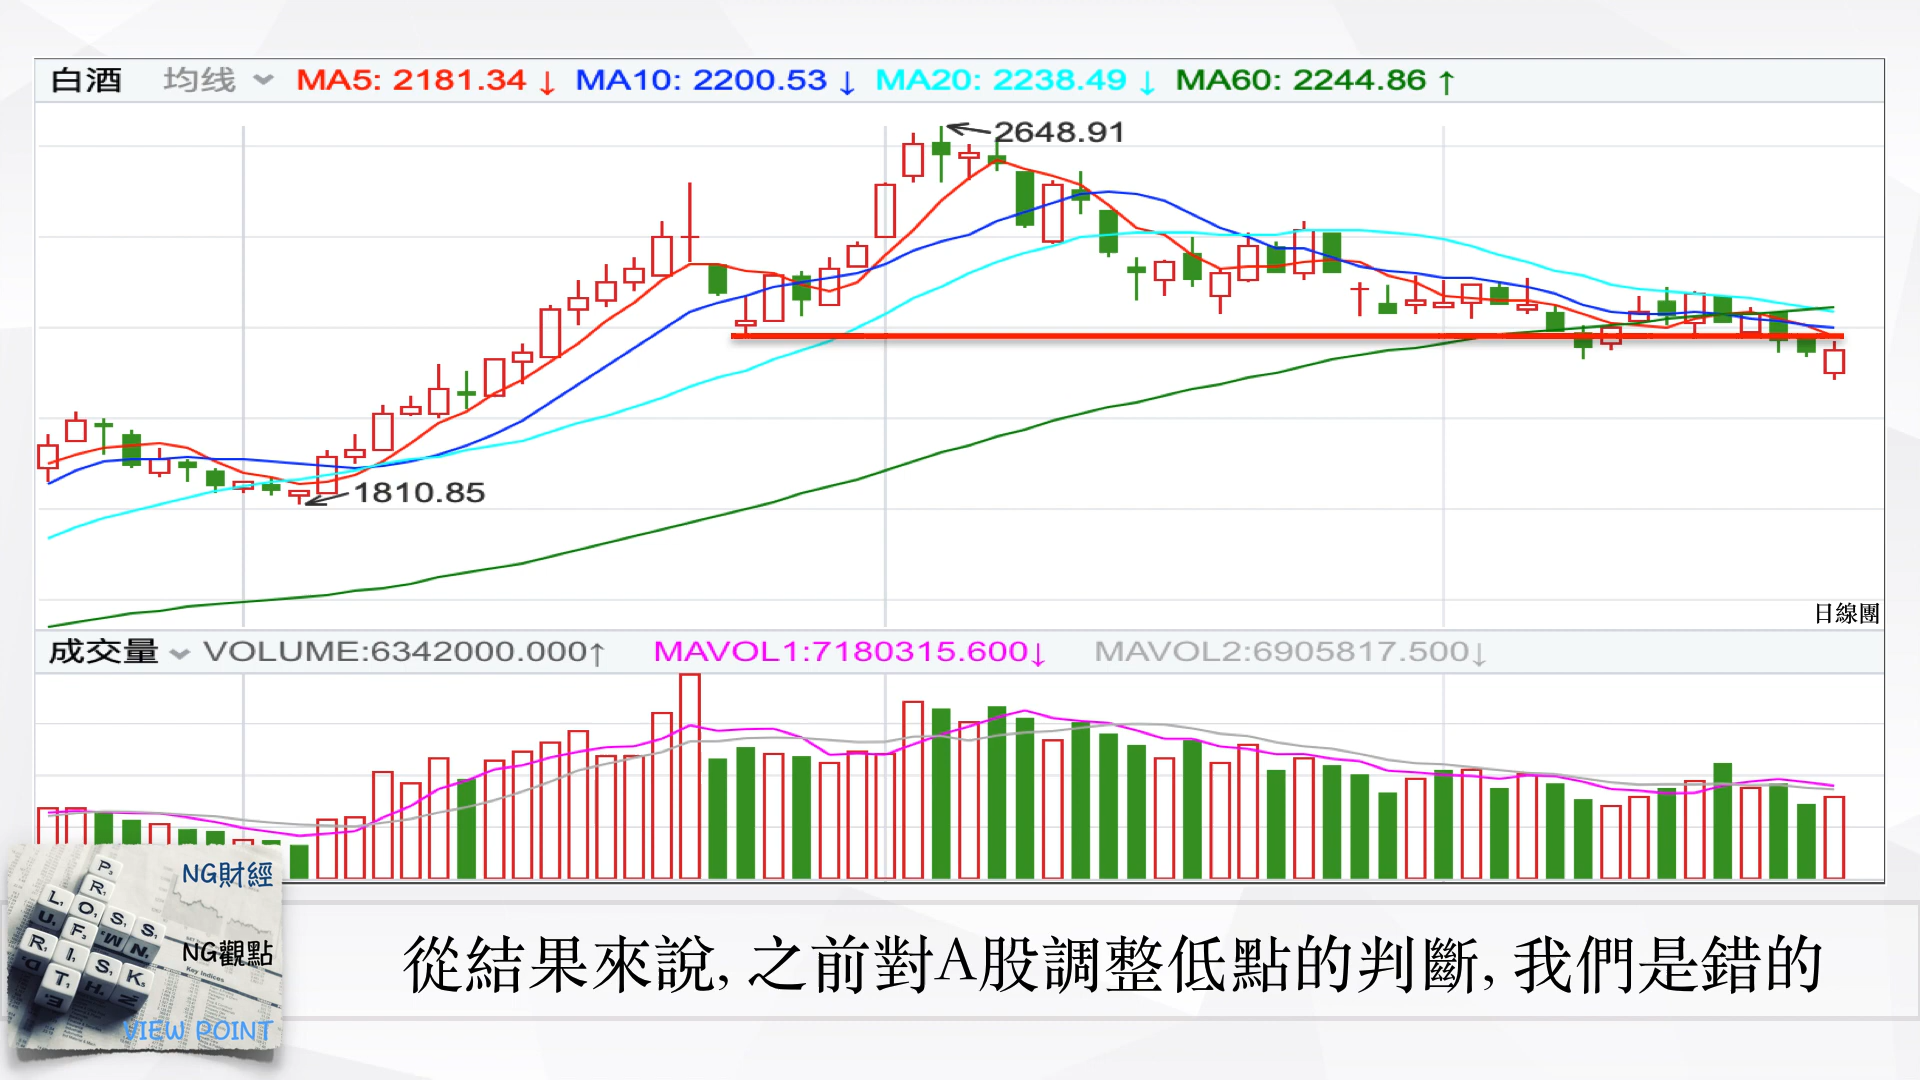 白酒 均线 MA5: 2181.34 ↓ MA10: 2200.53 ↓ MA20: 2238.49 ↓ MA60: 2244.86 ↑
2648.91
1810.85
日線圖
成交量 VOLUME:6342000.000↑ MAVOL1:7180315.600↓ MAVOL2:6905817.500↓
NG財經
NG觀點
VIEW POINT
從結果來說, 之前對A股調整低點的判斷, 我們是錯的